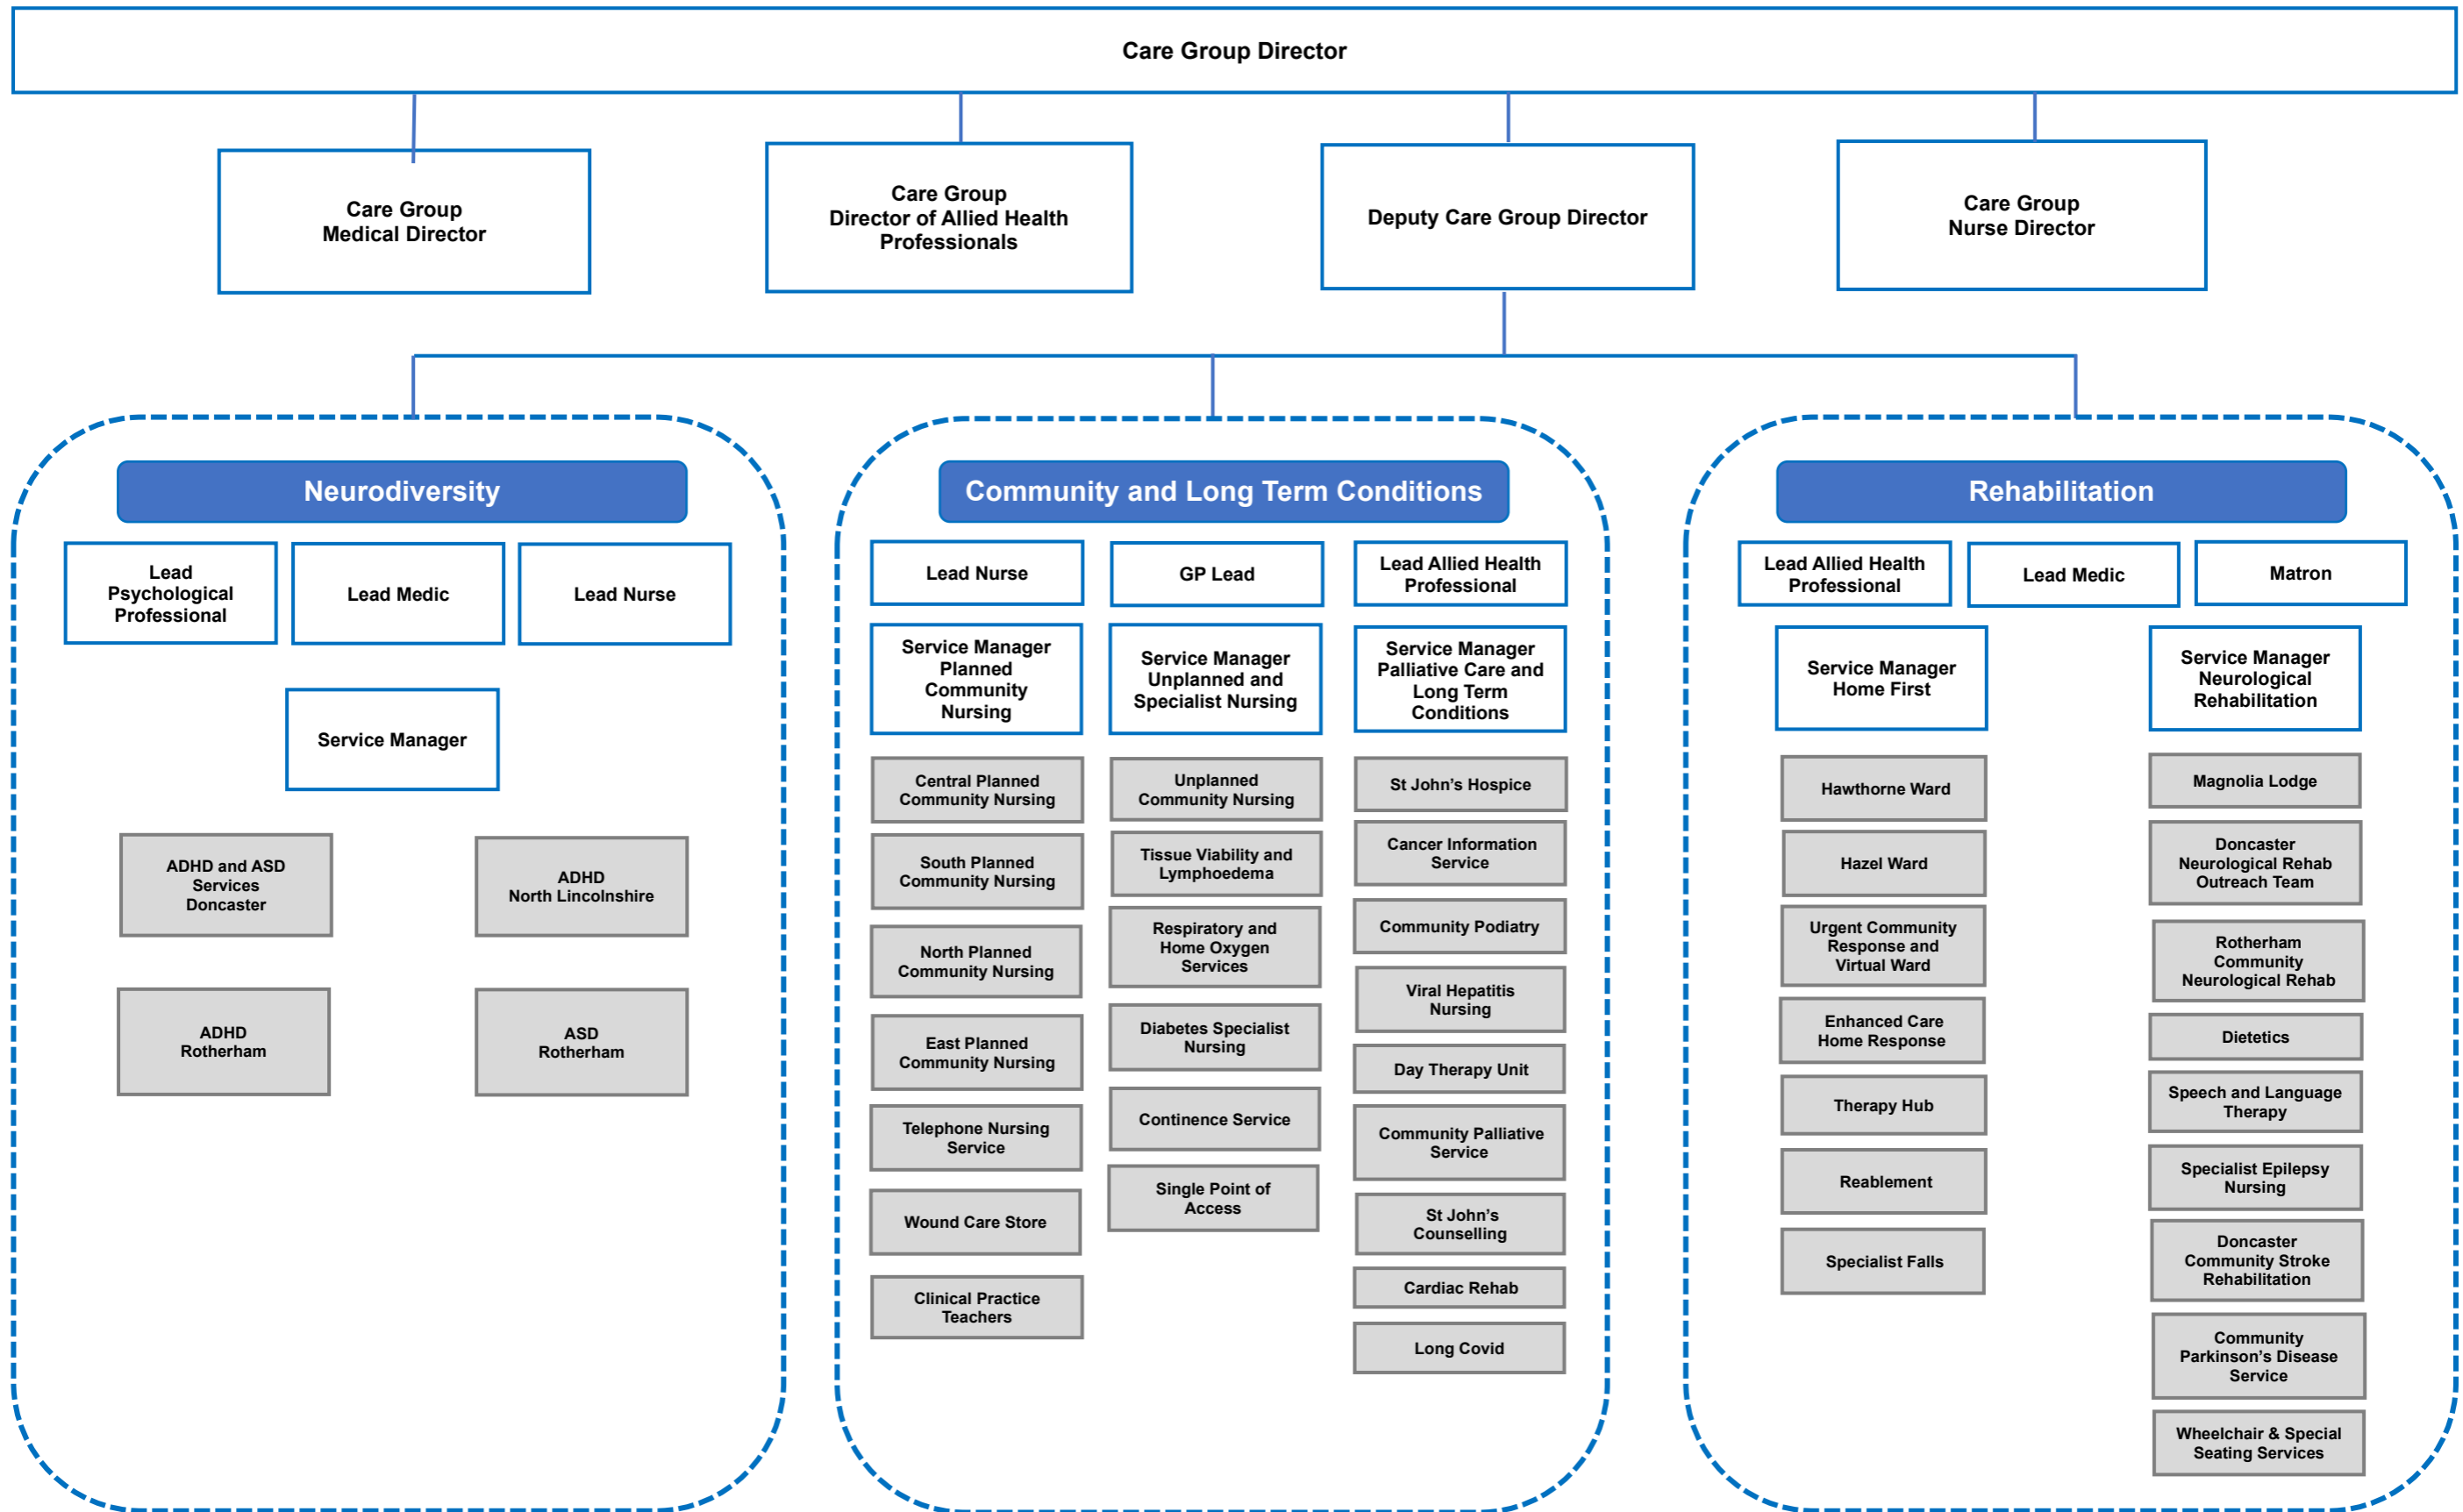 Care Group Director
Care Group
Medical Director
Care Group
Director of Allied Health
Professionals
Deputy Care Group Director
Care Group
Nurse Director
Neurodiversity
Lead
Psychological
Professional
Lead Medic
Lead Nurse
Service Manager
ADHD and ASD
Services
Doncaster
ADHD
North Lincolnshire
ADHD
Rotherham
ASD
Rotherham
Community and Long Term Conditions
Lead Nurse
GP Lead
Lead Allied Health
Professional
Service Manager
Planned
Community
Nursing
Central Planned
Community Nursing
South Planned
Community Nursing
North Planned
Community Nursing
East Planned
Community Nursing
Telephone Nursing
Service
Wound Care Store
Clinical Practice
Teachers
Service Manager
Unplanned and
Specialist Nursing
Unplanned
Community Nursing
Tissue Viability and
Lymphoedema
Respiratory and
Home Oxygen
Services
Diabetes Specialist
Nursing
Continence Service
Single Point of
Access
Service Manager
Palliative Care and
Long Term
Conditions
St John’s Hospice
Cancer Information
Service
Community Podiatry
Viral Hepatitis
Nursing
Day Therapy Unit
Community Palliative
Service
St John’s
Counselling
Cardiac Rehab
Long Covid
Rehabilitation
Lead Allied Health
Professional
Lead Medic
Matron
Service Manager
Home First
Hawthorne Ward
Hazel Ward
Urgent Community
Response and
Virtual Ward
Enhanced Care
Home Response
Therapy Hub
Reablement
Specialist Falls
Service Manager
Neurological
Rehabilitation
Magnolia Lodge
Doncaster
Neurological Rehab
Outreach Team
Rotherham
Community
Neurological Rehab
Dietetics
Speech and Language
Therapy
Specialist Epilepsy
Nursing
Doncaster
Community Stroke
Rehabilitation
Community
Parkinson’s Disease
Service
Wheelchair & Special
Seating Services